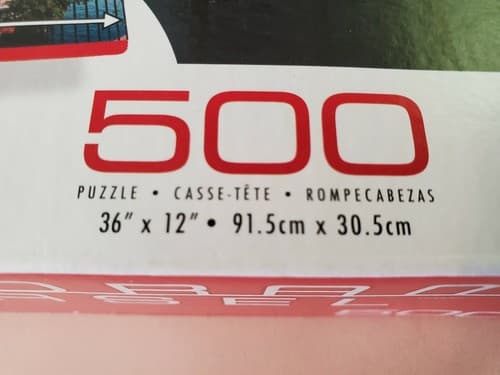 500
PUZZLE • CASSE-TÊTE • ROMPECABEZAS
36" x 12" • 91.5cm x 30.5cm